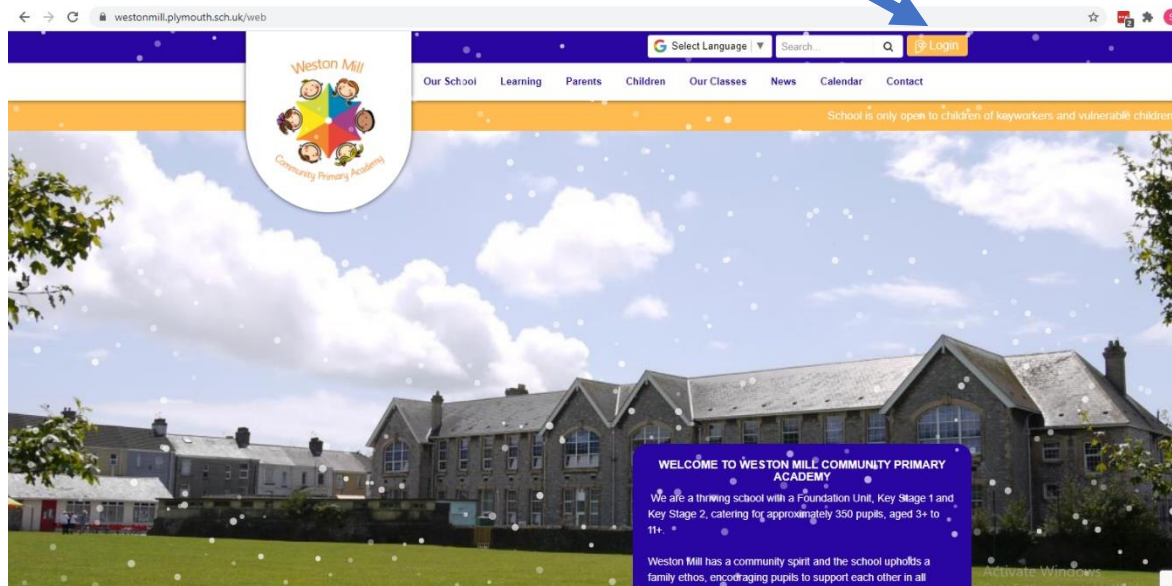 westonmill.plymouth.sch.uk/web
2
Select Language ▼
Search...
Login
Weston Mill
Community Primary Academy
Our School Learning Parents Children Our Classes News Calendar Contact
School is only open to children of keyworkers and vulnerable children
WELCOME TO WESTON MILL COMMUNITY PRIMARY
ACADEMY
We are a thriving school with a Foundation Unit, Key Stage 1 and
Key Stage 2, catering for approximately 350 pupils, aged 3+ to
11+.
Weston Mill has a community spirit and the school upholds a
family ethos, encouraging pupils to support each other in all
Activate Windows